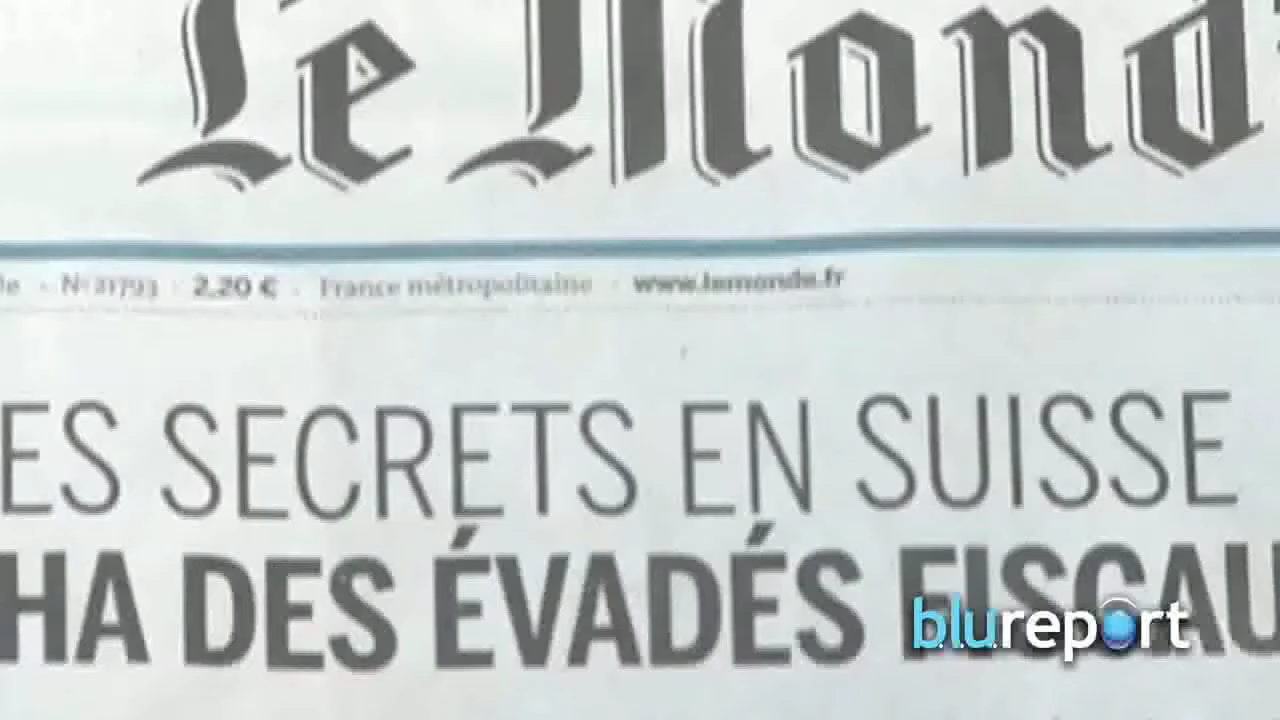 Le Mond
le - N° 21793 - 2,20 € - France métropolitaine - www.lemonde.fr
ES SECRETS EN SUISSE
HA DES ÉVADÉS FISCAU
blureport